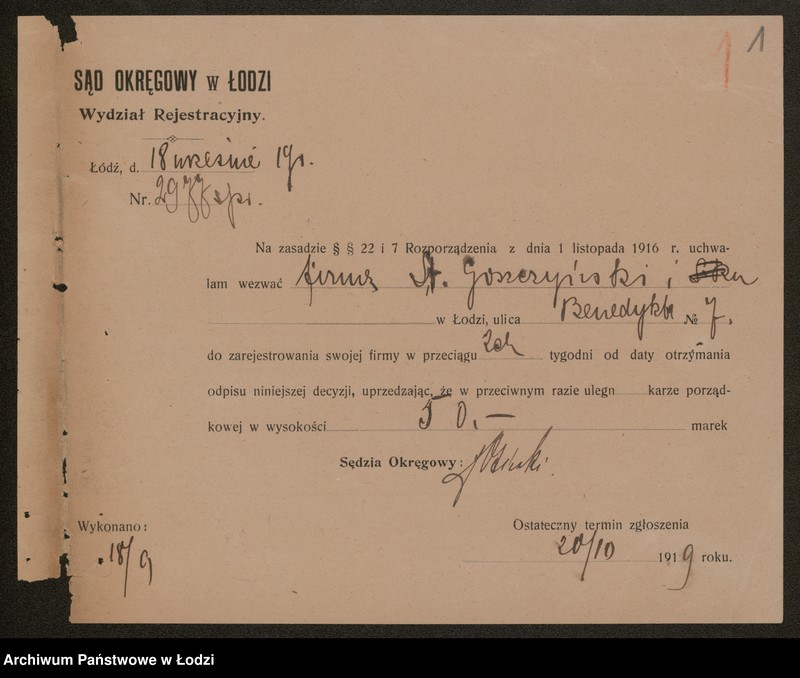 1 1
SĄD OKRĘGOWY w ŁODZI
Wydział Rejestracyjny.
Łódź, d. 18 wrześnie 19
Nr. 2977
Na zasadzie § § 22 i 7 Rozporządzenia z dnia 1 listopada 1916 r. uchwa-
lam wezwać firmę St. Goszczyński i
w Łodzi, ulica Benedykta № 7.
do zarejestrowania swojej firmy w przeciągu 2ch tygodni od daty otrzymania
odpisu niniejszej decyzji, uprzedzając, że w przeciwnym razie ulegn karze porząd-
kowej w wysokości 50.— marek
Sędzia Okręgowy:
Wykonano: Ostateczny termin zgłoszenia
18/9 20/10 1919 roku.
Archiwum Państwowe w Łodzi